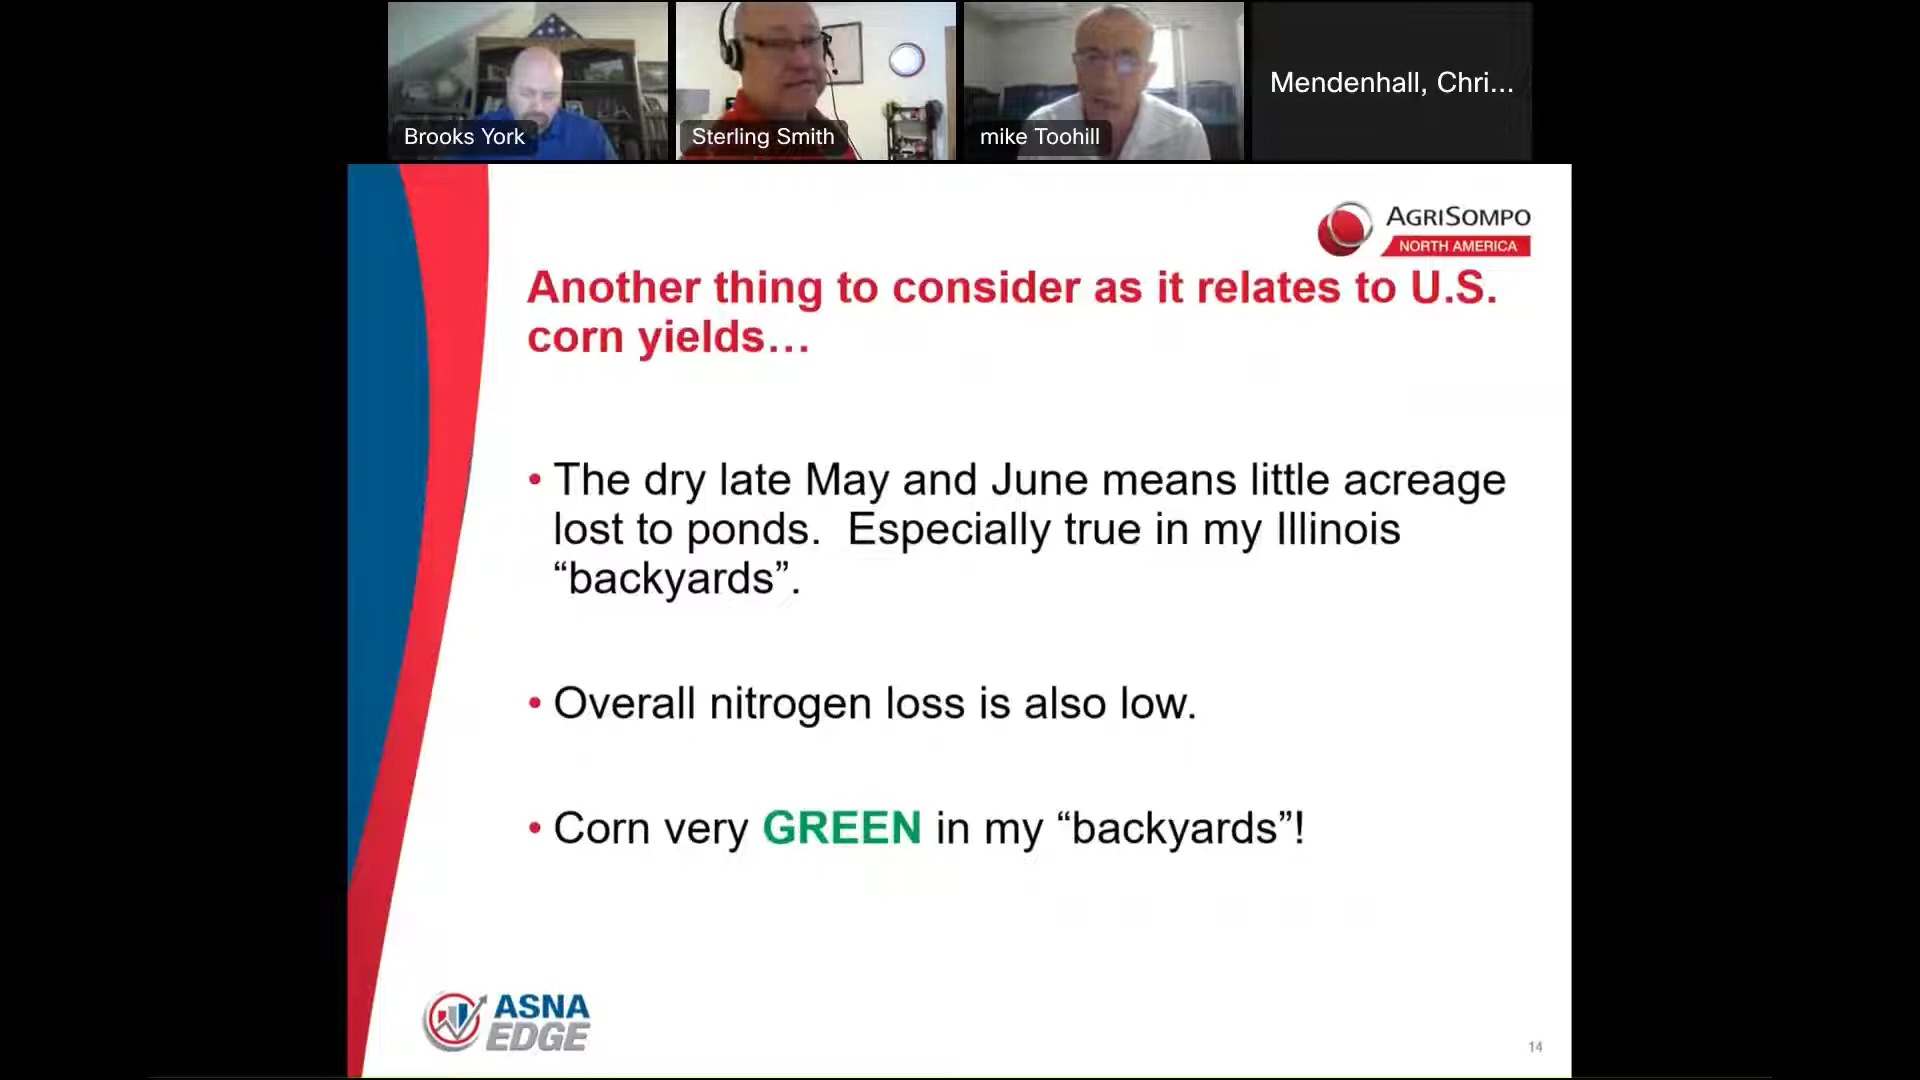 Brooks York
Sterling Smith
mike Toohill
Mendenhall, Chri...
AGRISOMPO
NORTH AMERICA
Another thing to consider as it relates to U.S.
corn yields…
• The dry late May and June means little acreage
lost to ponds.  Especially true in my Illinois
“backyards”.
• Overall nitrogen loss is also low.
• Corn very GREEN in my “backyards”!
ASNA
EDGE
14